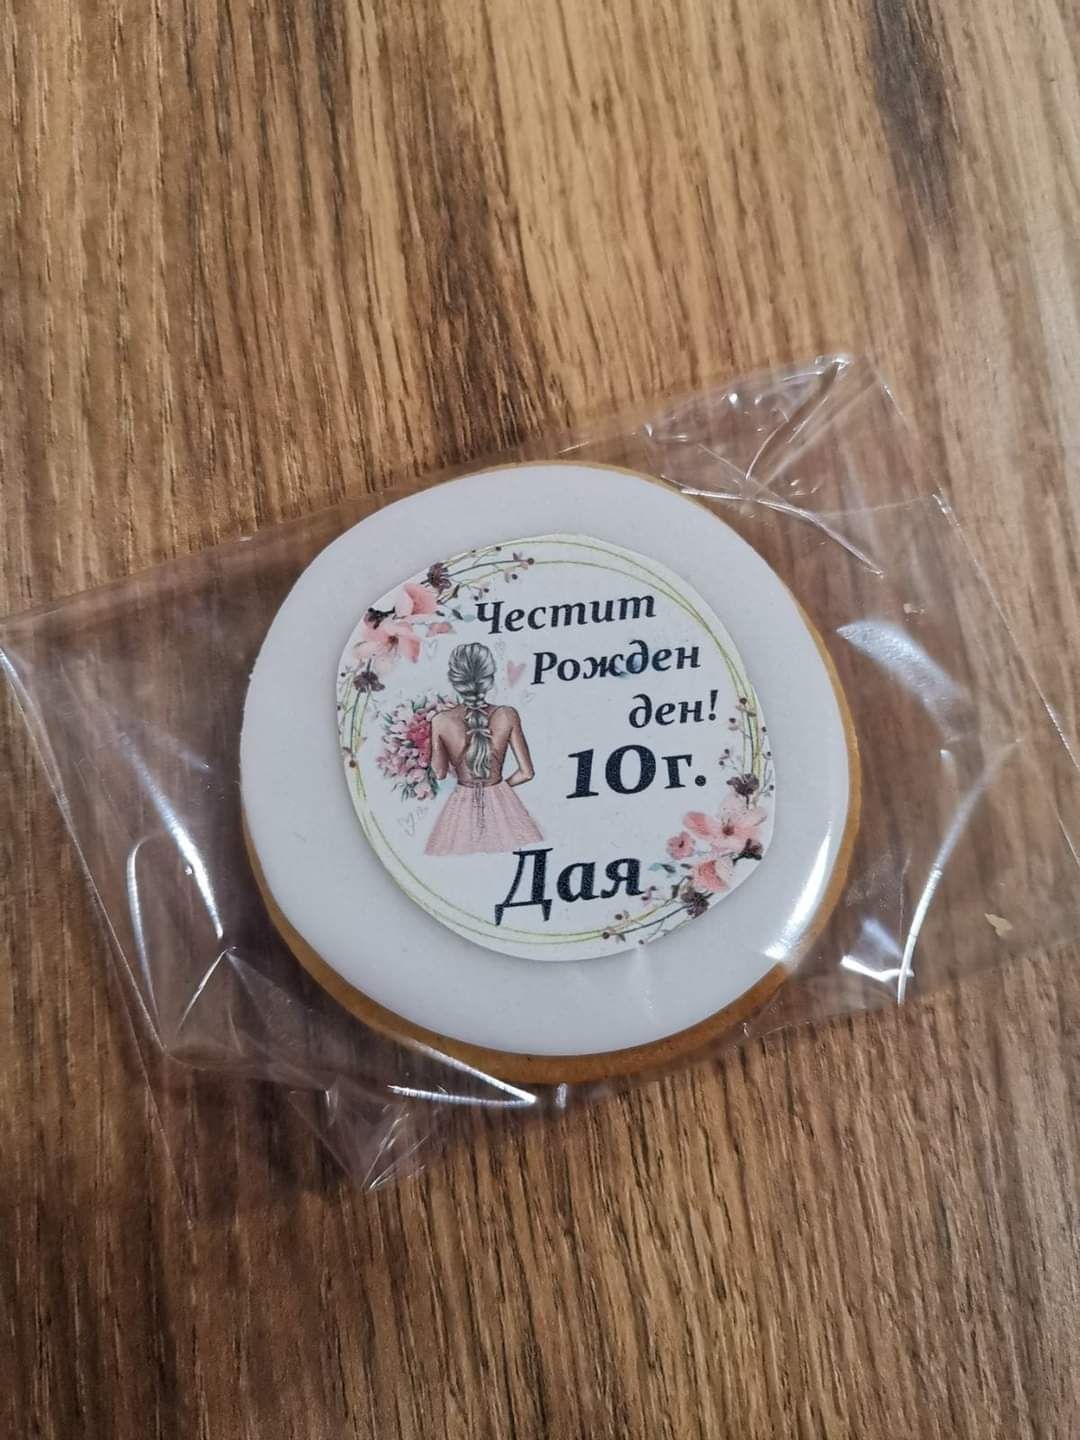 Честит
Рожден
ден!
10г.
Дая